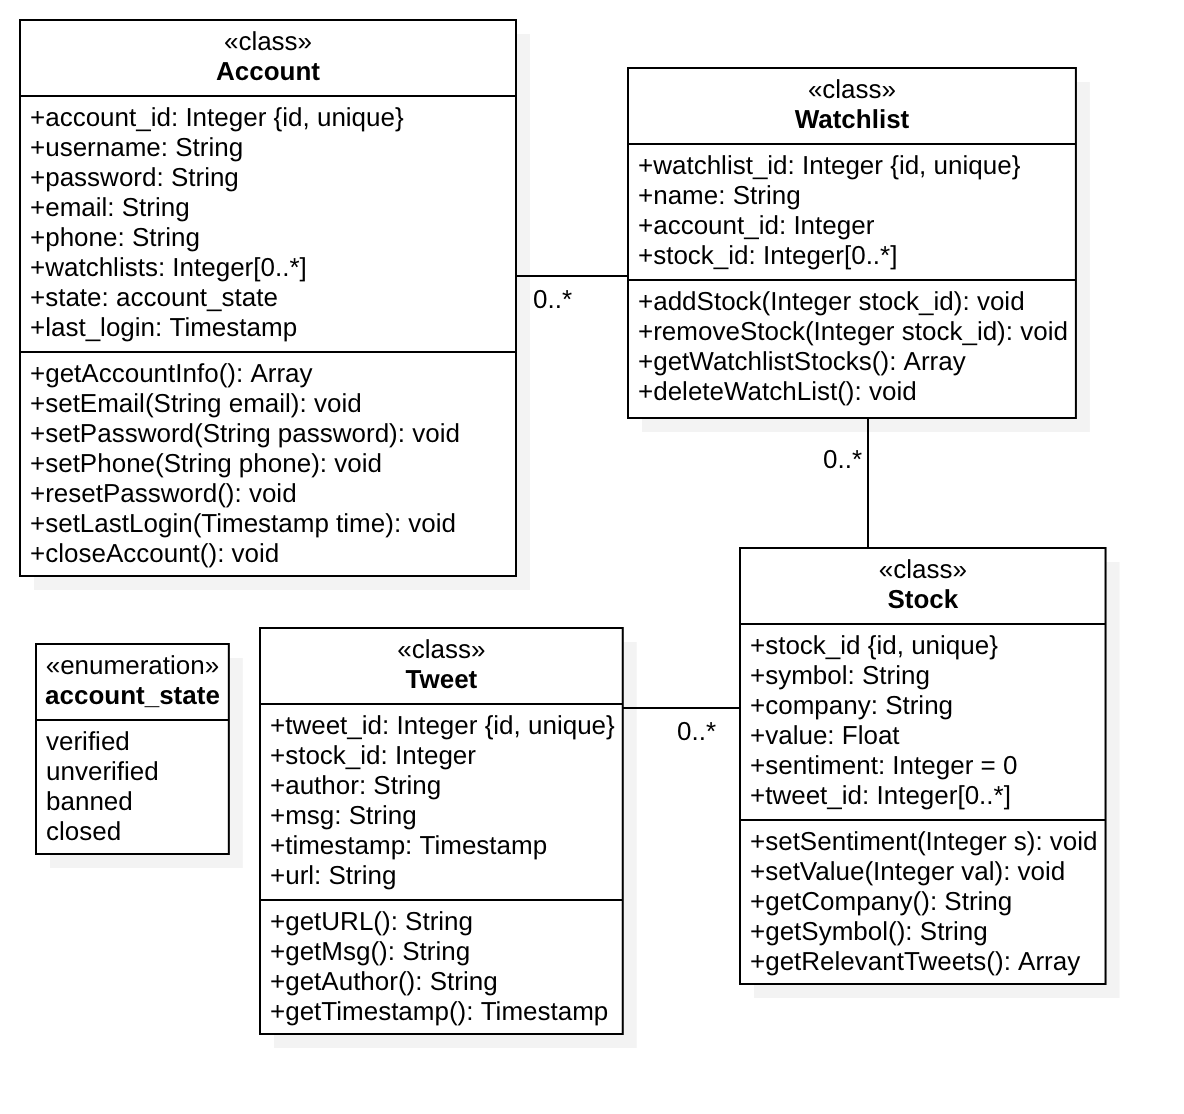 «class»
Account
+account_id: Integer {id, unique}
+username: String
+password: String
+email: String
+phone: String
+watchlists: Integer[0..*]
+state: account_state
+last_login: Timestamp
+getAccountInfo(): Array
+setEmail(String email): void
+setPassword(String password): void
+setPhone(String phone): void
+resetPassword(): void
+setLastLogin(Timestamp time): void
+closeAccount(): void
0..*
«class»
Watchlist
+watchlist_id: Integer {id, unique}
+name: String
+account_id: Integer
+stock_id: Integer[0..*]
+addStock(Integer stock_id): void
+removeStock(Integer stock_id): void
+getWatchlistStocks(): Array
+deleteWatchList(): void
0..*
«enumeration»
account_state
verified
unverified
banned
closed
«class»
Tweet
+tweet_id: Integer {id, unique}
+stock_id: Integer
+author: String
+msg: String
+timestamp: Timestamp
+url: String
+getURL(): String
+getMsg(): String
+getAuthor(): String
+getTimestamp(): Timestamp
0..*
«class»
Stock
+stock_id {id, unique}
+symbol: String
+company: String
+value: Float
+sentiment: Integer = 0
+tweet_id: Integer[0..*]
+setSentiment(Integer s): void
+setValue(Integer val): void
+getCompany(): String
+getSymbol(): String
+getRelevantTweets(): Array